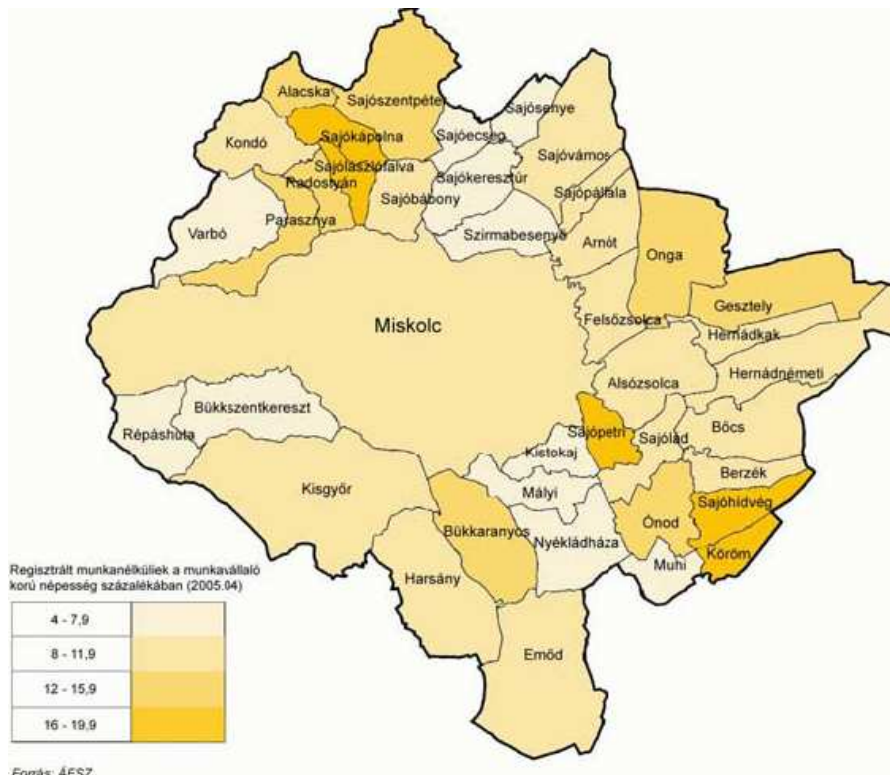 Alacska
Sajószentpéter
Sajósenye
Sajóecseg
Kondó
Sajókápolna
Sajóvámos
Sajólászlófalva
Radostyán
Sajókeresztúr
Sajópálfala
Sajóbábony
Parasznya
Varbó
Szirmabesenyő
Arnót
Onga
Gesztely
Miskolc
Felsőzsolca
Hernádkak
Hernádnémeti
Alsózsolca
Bükkszentkereszt
Répáshuta
Sajópetri
Sajólád
Bőcs
Kistokaj
Berzék
Kisgyőr
Mályi
Sajóhídvég
Bükkaranyos
Ónod
Nyékládháza
Köröm
Muhi
Harsány
Emőd
Regisztrált munkanélküliek a munkavállaló
korú népesség százalékában (2005.04)
4 - 7,9
8 - 11,9
12 - 15,9
16 - 19,9
Forrás: ÁFSZ